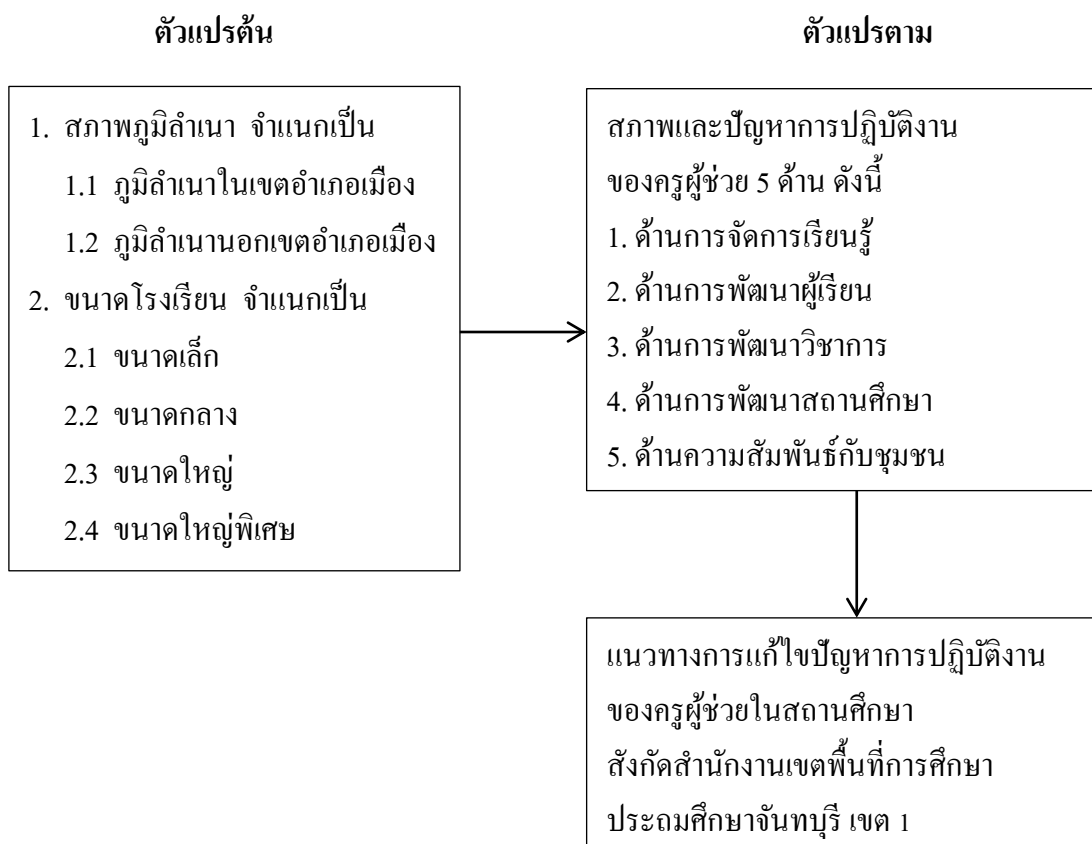 ตัวแปรต้น
1. สภาพภูมิลำเนา จำแนกเป็น
1.1 ภูมิลำเนาในเขตอำเภอเมือง
1.2 ภูมิลำเนานอกเขตอำเภอเมือง
2. ขนาดโรงเรียน จำแนกเป็น
2.1 ขนาดเล็ก
2.2 ขนาดกลาง
2.3 ขนาดใหญ่
2.4 ขนาดใหญ่พิเศษ
ตัวแปรตาม
สภาพและปัญหาการปฏิบัติงาน
ของครูผู้ช่วย 5 ด้าน ดังนี้
1. ด้านการจัดการเรียนรู้
2. ด้านการพัฒนาผู้เรียน
3. ด้านการพัฒนาวิชาการ
4. ด้านการพัฒนาสถานศึกษา
5. ด้านความสัมพันธ์กับชุมชน
แนวทางการแก้ไขปัญหาการปฏิบัติงาน
ของครูผู้ช่วยในสถานศึกษา
สังกัดสำนักงานเขตพื้นที่การศึกษา
ประถมศึกษาจันทบุรี เขต 1